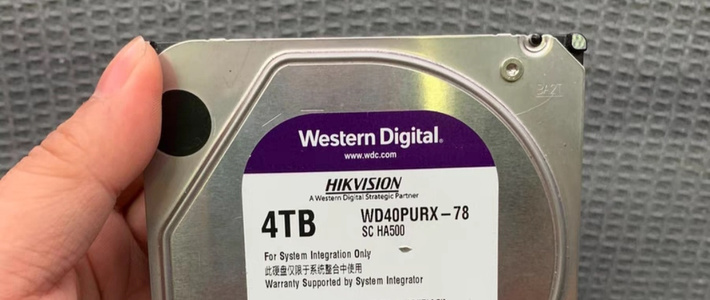 Western Digital.
www.wdc.com
HIKVISION
A Western Digital Strategic Partner
4TB WD40PURX-78
SC HA500
For System Integration Only
此硬盘仅限于系统整合中使用
Warranty Supported by System Integrator